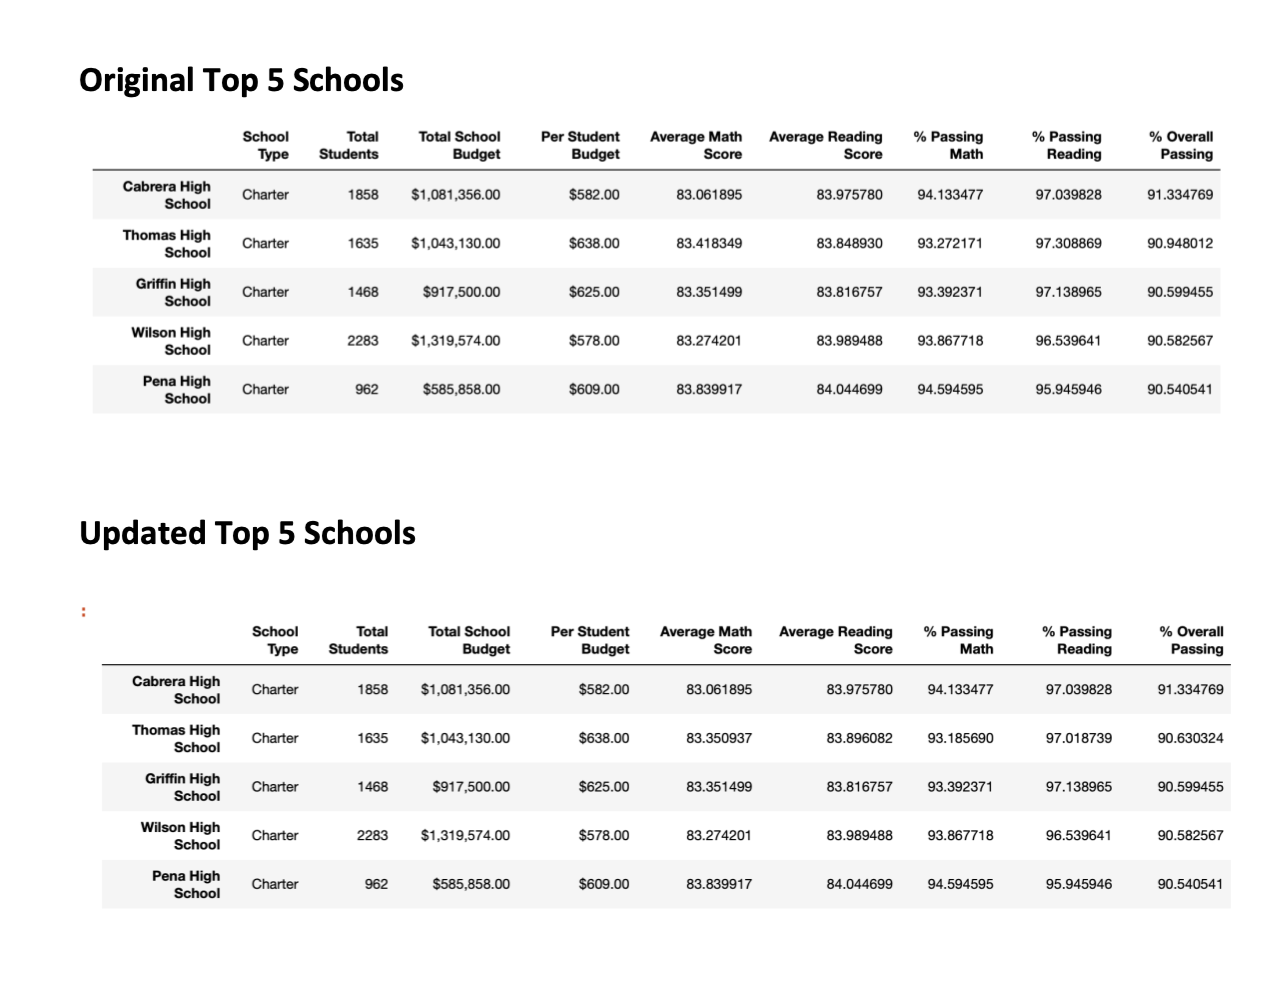 Original Top 5 Schools
School Type Total Students Total School Budget Per Student Budget Average Math Score Average Reading Score % Passing Math % Passing Reading % Overall Passing
Cabrera High School Charter 1858 $1,081,356.00 $582.00 83.061895 83.975780 94.133477 97.039828 91.334769
Thomas High School Charter 1635 $1,043,130.00 $638.00 83.418349 83.848930 93.272171 97.308869 90.948012
Griffin High School Charter 1468 $917,500.00 $625.00 83.351499 83.816757 93.392371 97.138965 90.599455
Wilson High School Charter 2283 $1,319,574.00 $578.00 83.274201 83.989488 93.867718 96.539641 90.582567
Pena High School Charter 962 $585,858.00 $609.00 83.839917 84.044699 94.594595 95.945946 90.540541
Updated Top 5 Schools
:
School Type Total Students Total School Budget Per Student Budget Average Math Score Average Reading Score % Passing Math % Passing Reading % Overall Passing
Cabrera High School Charter 1858 $1,081,356.00 $582.00 83.061895 83.975780 94.133477 97.039828 91.334769
Thomas High School Charter 1635 $1,043,130.00 $638.00 83.350937 83.896082 93.185690 97.018739 90.630324
Griffin High School Charter 1468 $917,500.00 $625.00 83.351499 83.816757 93.392371 97.138965 90.599455
Wilson High School Charter 2283 $1,319,574.00 $578.00 83.274201 83.989488 93.867718 96.539641 90.582567
Pena High School Charter 962 $585,858.00 $609.00 83.839917 84.044699 94.594595 95.945946 90.540541